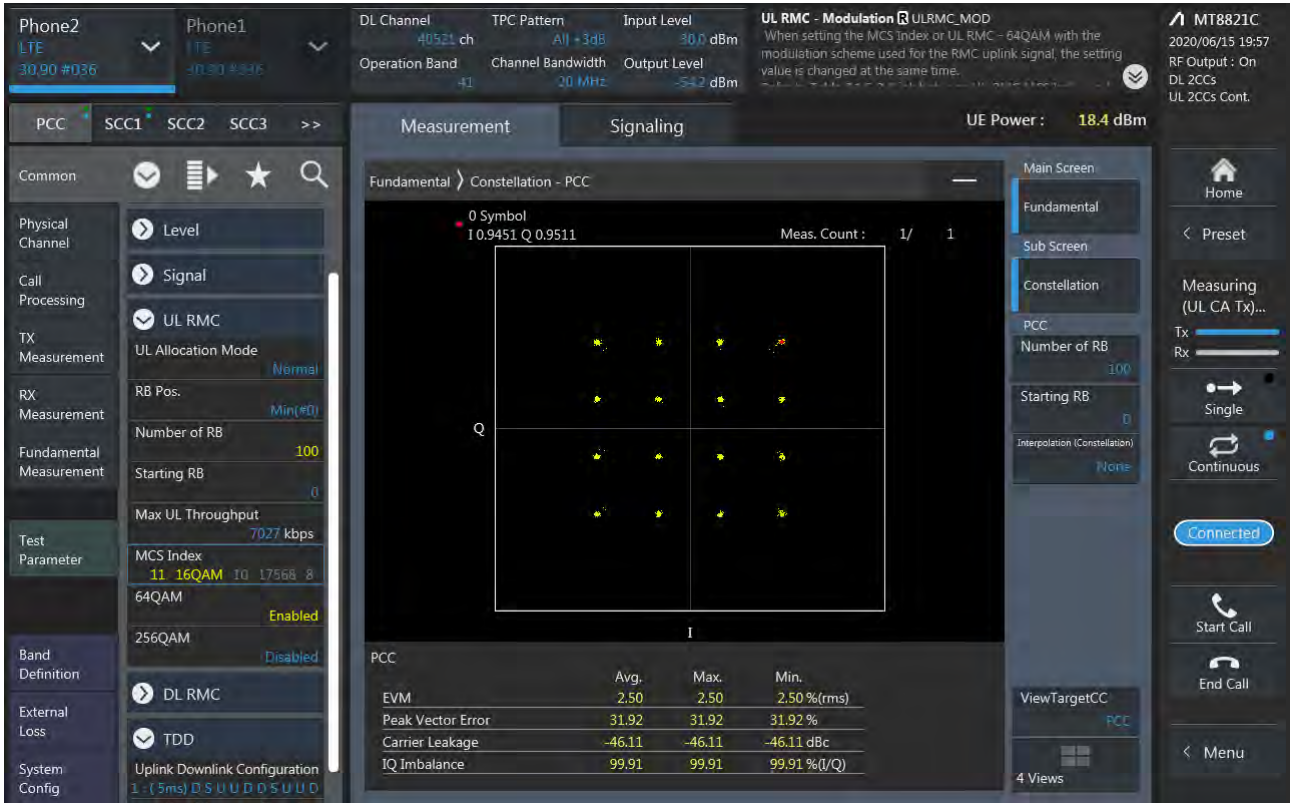 Phone2
LTE
30.90 #036
Phone1
LTE
DL Channel
40521 ch
Operation Band
41
TPC Pattern
All +3dB
Channel Bandwidth
20 MHz
Input Level
30.0 dBm
Output Level
-54.2 dBm
UL RMC - Modulation R ULRMC_MOD
When setting the MCS Index or UL RMC - 64QAM with the
modulation scheme used for the RMC uplink signal, the setting
value is changed at the same time.
MT8821C
2020/06/15 19:57
RF Output : On
DL 2CCs
UL 2CCs Cont.
PCC SCC1 SCC2 SCC3 >>
Measurement Signaling
UE Power : 18.4 dBm
Common
Physical
Channel
Call
Processing
TX
Measurement
RX
Measurement
Fundamental
Measurement
Test
Parameter
Band
Definition
External
Loss
System
Config
Level
Signal
UL RMC
UL Allocation Mode
Normal
RB Pos.
Min(#0)
Number of RB
100
Starting RB
0
Max UL Throughput
7027 kbps
MCS Index
11 16QAM 10 17568 8
64QAM
Enabled
256QAM
Disabled
DL RMC
TDD
Uplink Downlink Configuration
1 : ( 5ms) D S U U D D S U U D
Fundamental > Constellation - PCC
0 Symbol
I 0.9451 Q 0.9511
Meas. Count : 1/ 1
Q
I
PCC
Avg. Max. Min.
EVM 2.50 2.50 2.50 %(rms)
Peak Vector Error 31.92 31.92 31.92 %
Carrier Leakage -46.11 -46.11 -46.11 dBc
IQ Imbalance 99.91 99.91 99.91 %(I/Q)
Main Screen
Fundamental
Sub Screen
Constellation
PCC
Number of RB
100
Starting RB
0
Interpolation (Constellation)
None
ViewTargetCC
PCC
4 Views
Home
< Preset
Measuring
(UL CA Tx)...
Tx
Rx
Single
Continuous
Connected
Start Call
End Call
< Menu